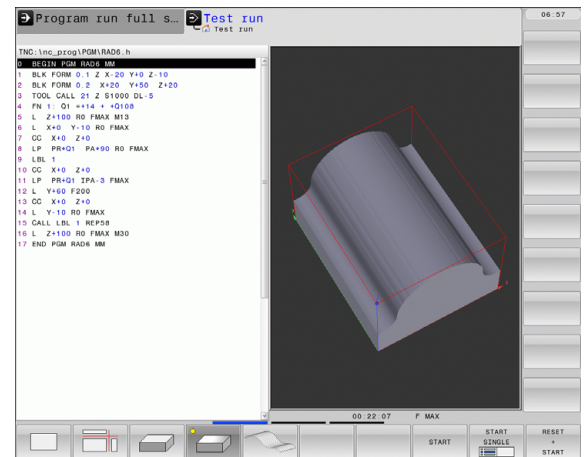 Program run full s…
Test run
Test run
06:57
TNC:\nc_prog\PGM\RAD6.h
0 BEGIN PGM RAD6 MM
1 BLK FORM 0.1 Z X-20 Y+0 Z-10
2 BLK FORM 0.2 X+20 Y+50 Z+20
3 TOOL CALL 21 Z S1000 DL-5
4 FN 1: Q1 =+14 + +Q108
5 L Z+100 R0 FMAX M13
6 L X+0 Y-10 R0 FMAX
7 CC X+0 Z+0
8 LP PR+Q1 PA+90 R0 FMAX
9 LBL 1
10 CC X+0 Z+0
11 LP PR+Q1 IPA-3 FMAX
12 L Y+60 F200
13 CC X+0 Z+0
14 L Y-10 R0 FMAX
15 CALL LBL 1 REP58
16 L Z+100 R0 FMAX M30
17 END PGM RAD6 MM
00:22:07 F MAX
START
START SINGLE
RESET + START